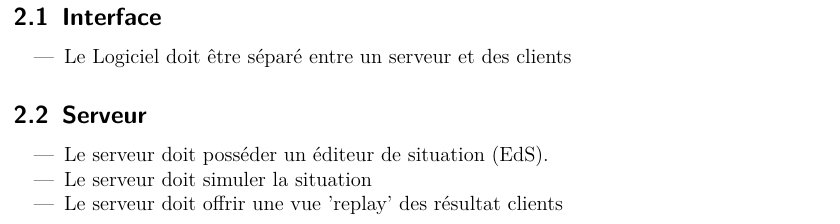 2.1 Interface
— Le Logiciel doit être séparé entre un serveur et des clients
2.2 Serveur
— Le serveur doit posséder un éditeur de situation (EdS).
— Le serveur doit simuler la situation
— Le serveur doit offrir une vue 'replay' des résultat clients